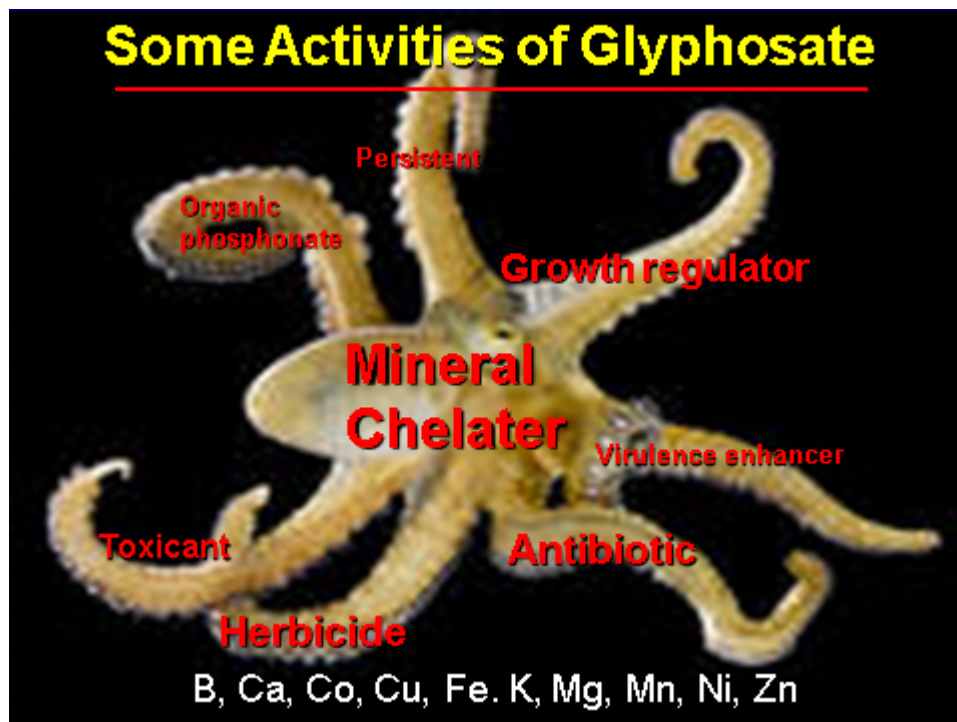 Some Activities of Glyphosate
Persistent
Organic
phosphonate
Growth regulator
Mineral
Chelater
Virulence enhancer
Toxicant
Antibiotic
Herbicide
B, Ca, Co, Cu, Fe. K, Mg, Mn, Ni, Zn